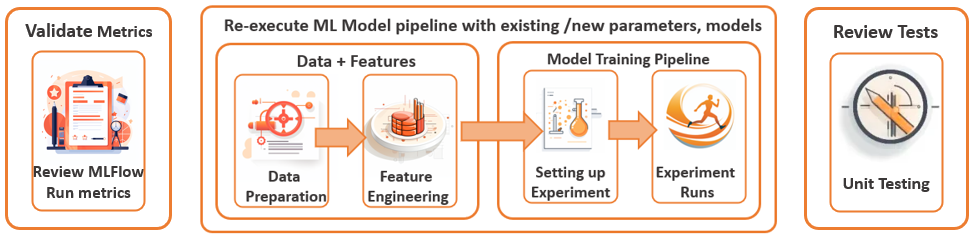 Validate Metrics
Review MLFlow
Run metrics
Re-execute ML Model pipeline with existing /new parameters, models
Data + Features
Data
Preparation
Feature
Engineering
Model Training Pipeline
Setting up
Experiment
Experiment
Runs
Review Tests
Unit Testing